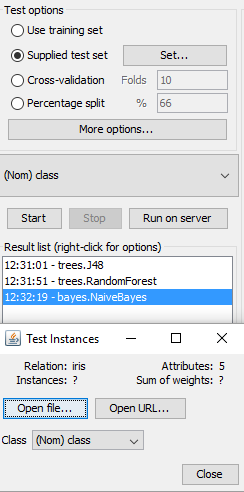 Test options
Use training set
Supplied test set Set...
Cross-validation Folds 10
Percentage split % 66
More options...
(Nom) class
Start Stop Run on server
Result list (right-click for options)
12:31:01 - trees.J48
12:31:51 - trees.RandomForest
12:32:19 - bayes.NaiveBayes
Test Instances
Relation: iris Attributes: 5
Instances: ? Sum of weights: ?
Open file... Open URL...
Class (Nom) class
Close